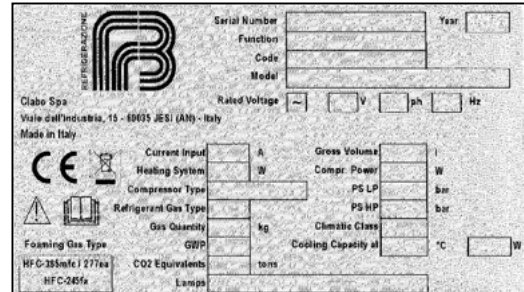 REFRIGERAZIONE
Serial Number Year
Function
Code
Model
Clabo Spa
Rated Voltage ~ V ph Hz
Viale dell'Industria, 15 - 60035 JESI (AN) - Italy
Made in Italy
CE
Current Input A Gross Volume l
Heating System W Compr. Power W
Compressor Type PS LP bar
Refrigerant Gas Type PS HP bar
Gas Quantity kg Climatic Class
Foaming Gas Type GWP Cooling Capacity at °C W
HFC-365mfc / 277ea CO2 Equivalents tons
HFC-245fa Lamps